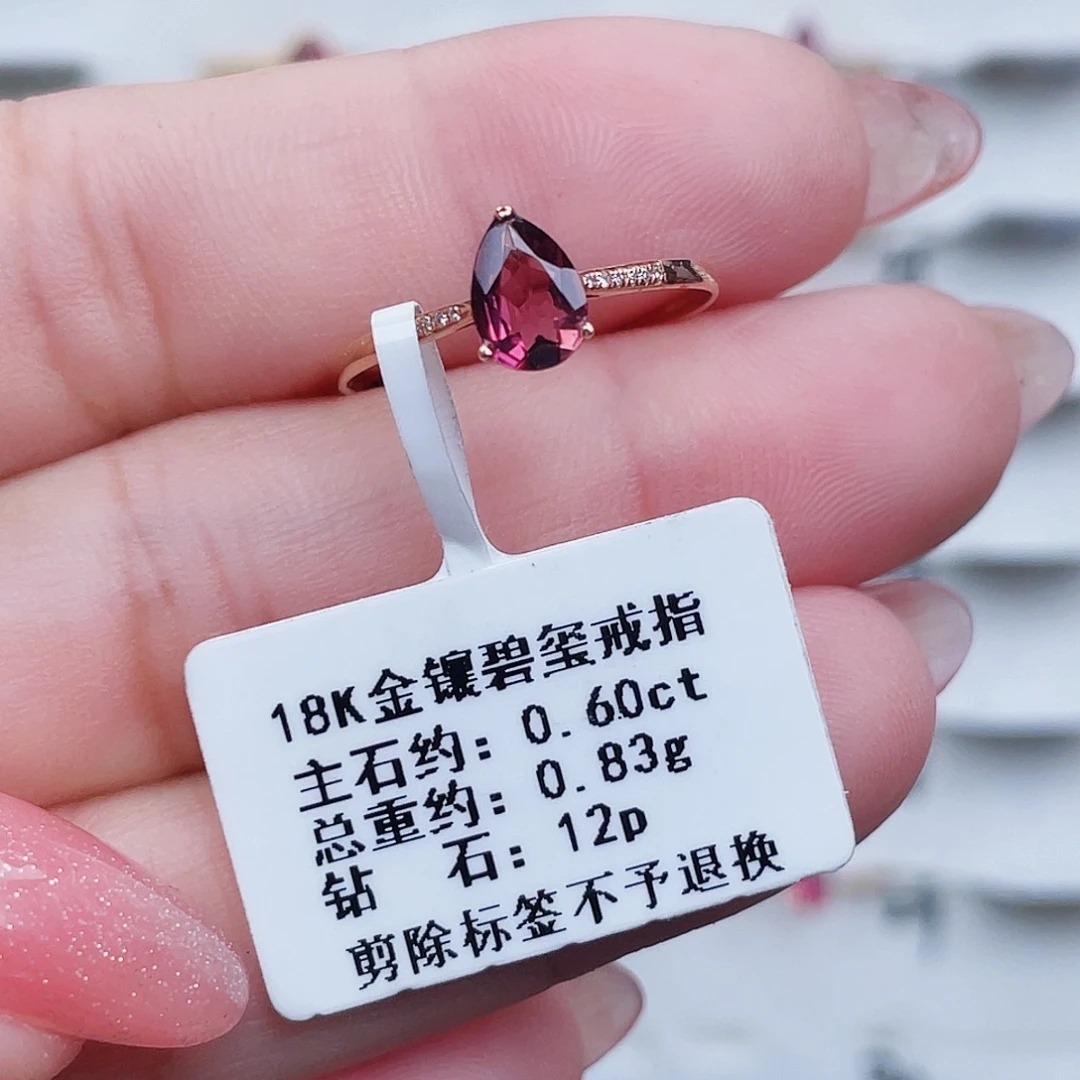 18K金镶碧玺戒指
主石约：0.60ct
总重约：0.83g
钻 石：12p
剪除标签不予退换